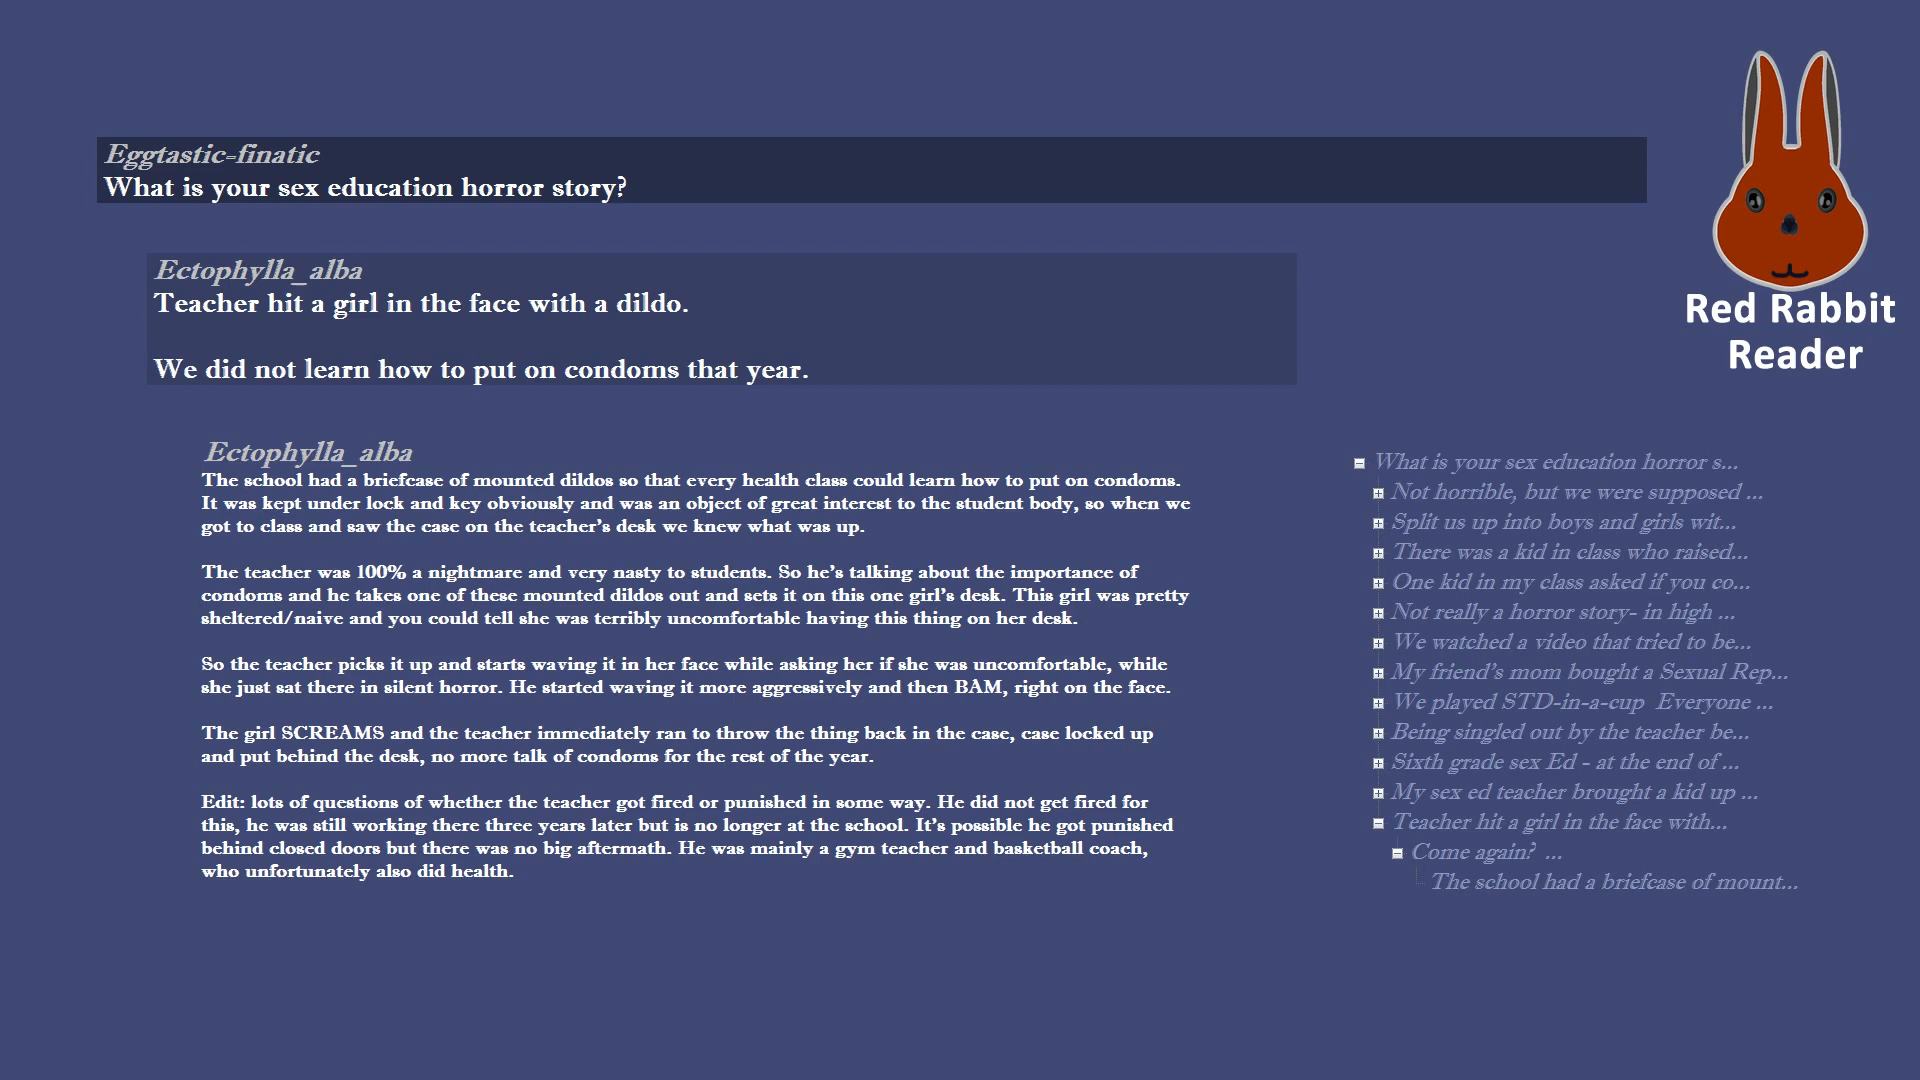 Eggtastic-finatic
What is your sex education horror story?
Ectophylla_alba
Teacher hit a girl in the face with a dildo.
We did not learn how to put on condoms that year.
Red Rabbit
Reader
Ectophylla_alba
The school had a briefcase of mounted dildos so that every health class could learn how to put on condoms.
It was kept under lock and key obviously and was an object of great interest to the student body, so when we
got to class and saw the case on the teacher's desk we knew what was up.
The teacher was 100% a nightmare and very nasty to students. So he's talking about the importance of
condoms and he takes one of these mounted dildos out and sets it on this one girl's desk. This girl was pretty
sheltered/naive and you could tell she was terribly uncomfortable having this thing on her desk.
So the teacher picks it up and starts waving it in her face while asking her if she was uncomfortable, while
she just sat there in silent horror. He started waving it more aggressively and then BAM, right on the face.
The girl SCREAMS and the teacher immediately ran to throw the thing back in the case, case locked up
and put behind the desk, no more talk of condoms for the rest of the year.
Edit: lots of questions of whether the teacher got fired or punished in some way. He did not get fired for
this, he was still working there three years later but is no longer at the school. It's possible he got punished
behind closed doors but there was no big aftermath. He was mainly a gym teacher and basketball coach,
who unfortunately also did health.
What is your sex education horror s...
Not horrible, but we were supposed ...
Split us up into boys and girls wit...
There was a kid in class who raised...
One kid in my class asked if you co...
Not really a horror story- in high ...
We watched a video that tried to be...
My friend's mom bought a Sexual Rep...
We played STD-in-a-cup Everyone ...
Being singled out by the teacher be...
Sixth grade sex Ed - at the end of ...
My sex ed teacher brought a kid up ...
Teacher hit a girl in the face with...
Come again? ...
The school had a briefcase of mount...